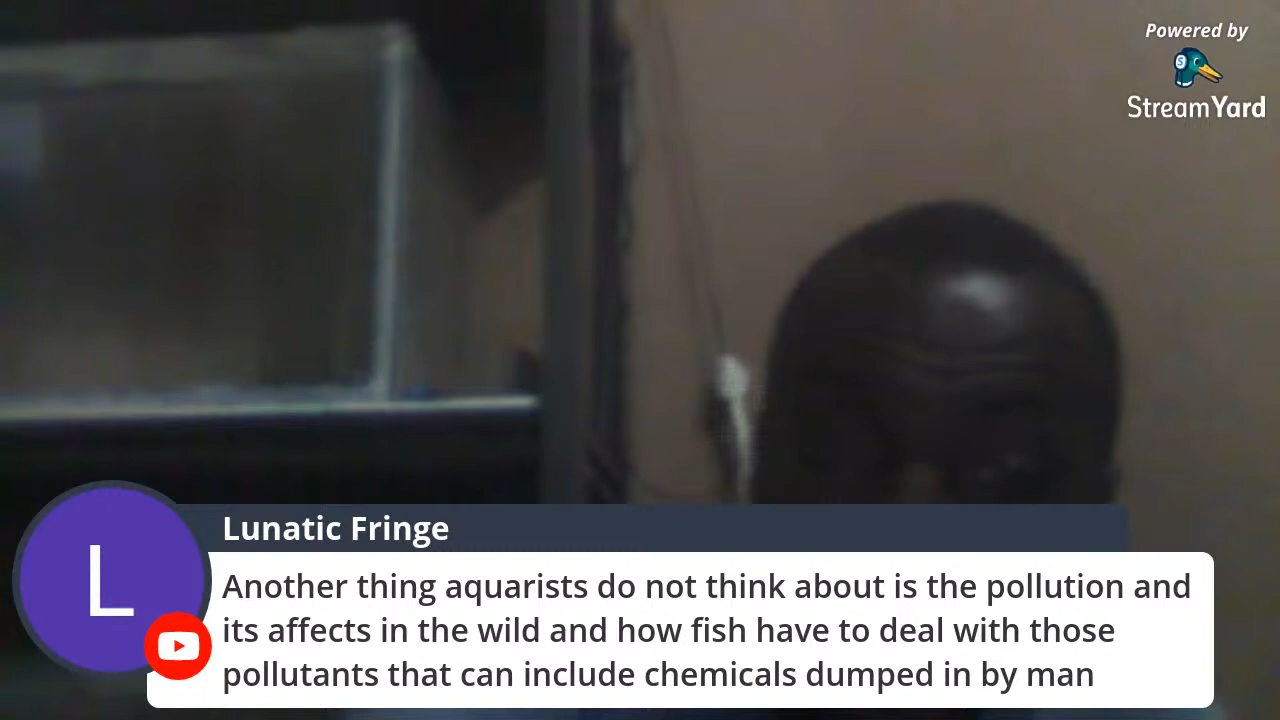 Powered by
S
StreamYard
Lunatic Fringe
L
Another thing aquarists do not think about is the pollution and
its affects in the wild and how fish have to deal with those
pollutants that can include chemicals dumped in by man